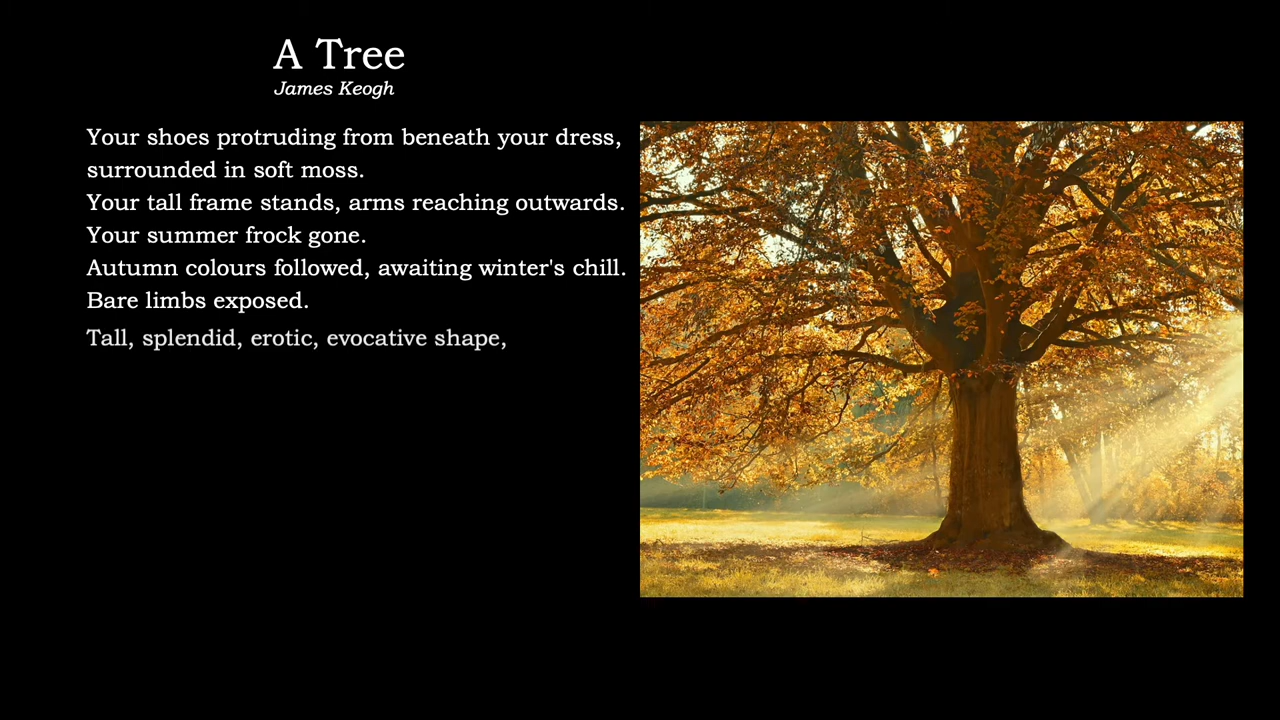 A Tree
James Keogh
Your shoes protruding from beneath your dress,
surrounded in soft moss.
Your tall frame stands, arms reaching outwards.
Your summer frock gone.
Autumn colours followed, awaiting winter's chill.
Bare limbs exposed.
Tall, splendid, erotic, evocative shape,